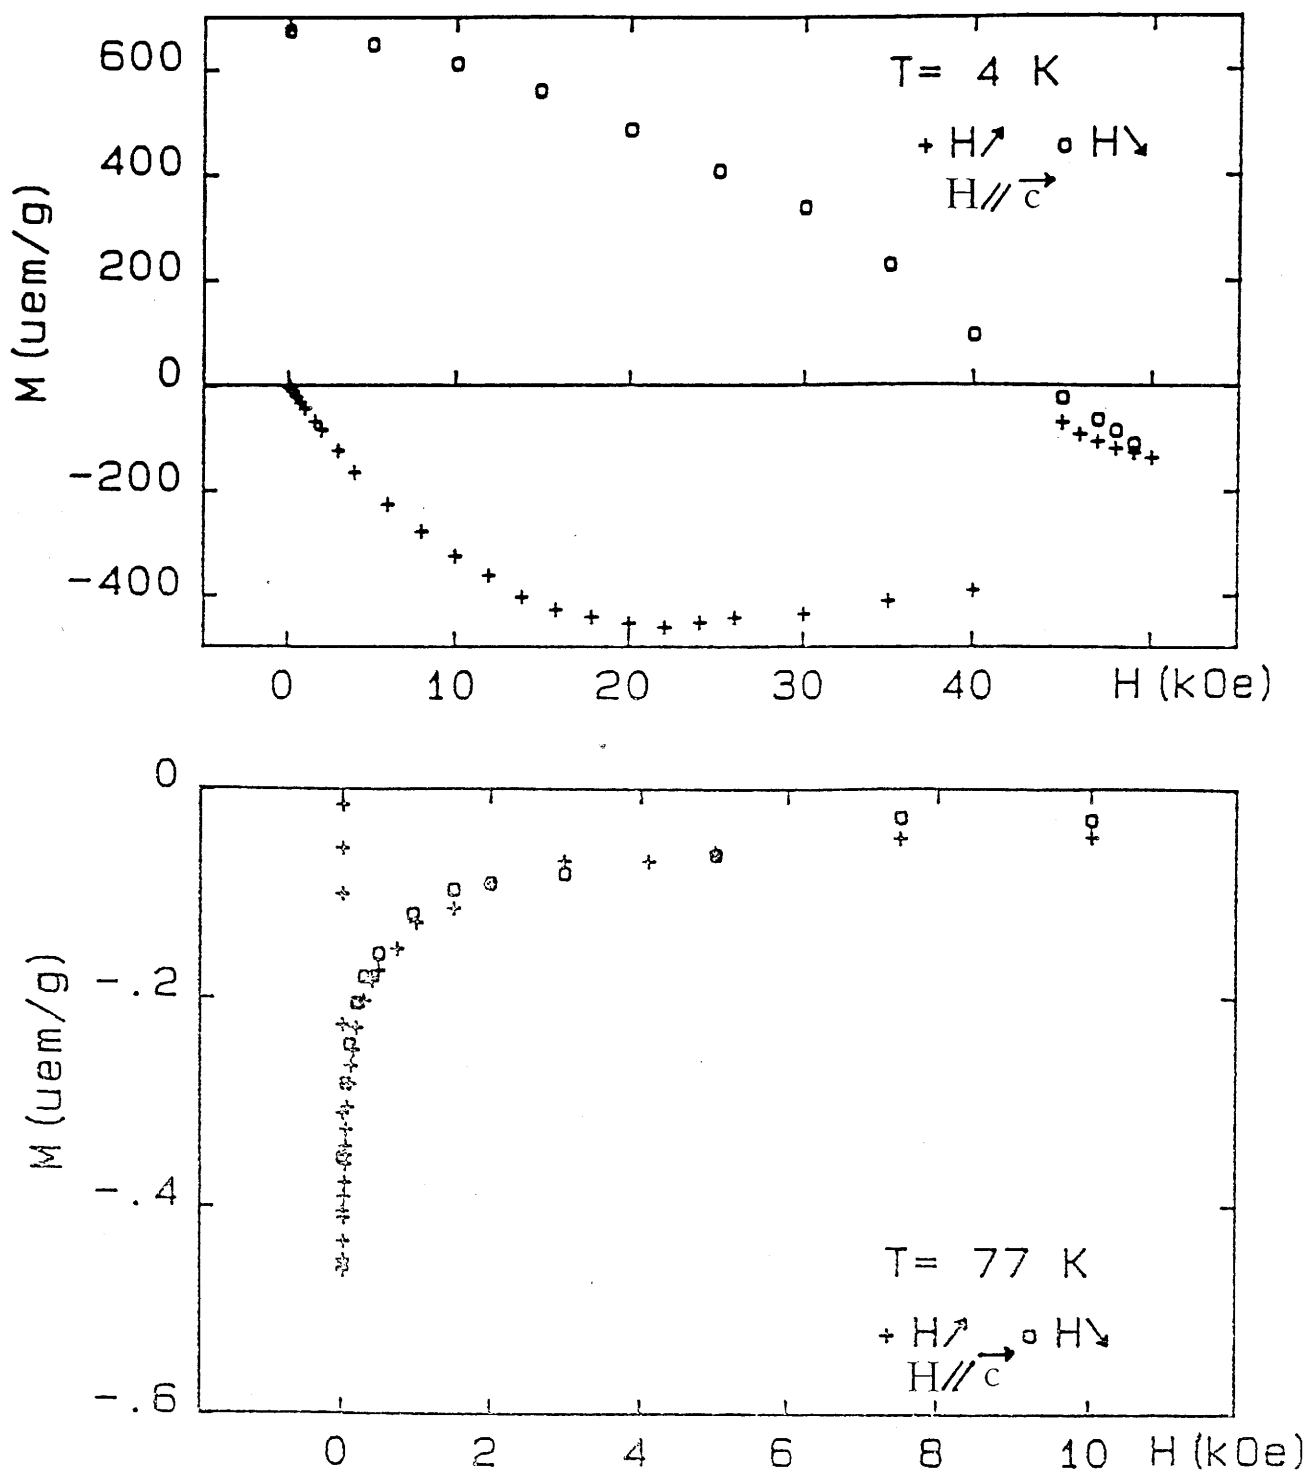 600
400
200
0
-200
-400
M (uem/g)
T= 4 K
+ H↗ o H↘
H// c→
0 10 20 30 40 H (kOe)
0
-.2
-.4
-.6
M (uem/g)
T= 77 K
+ H↗ o H↘
H// c→
0 2 4 6 8 10 H (kOe)